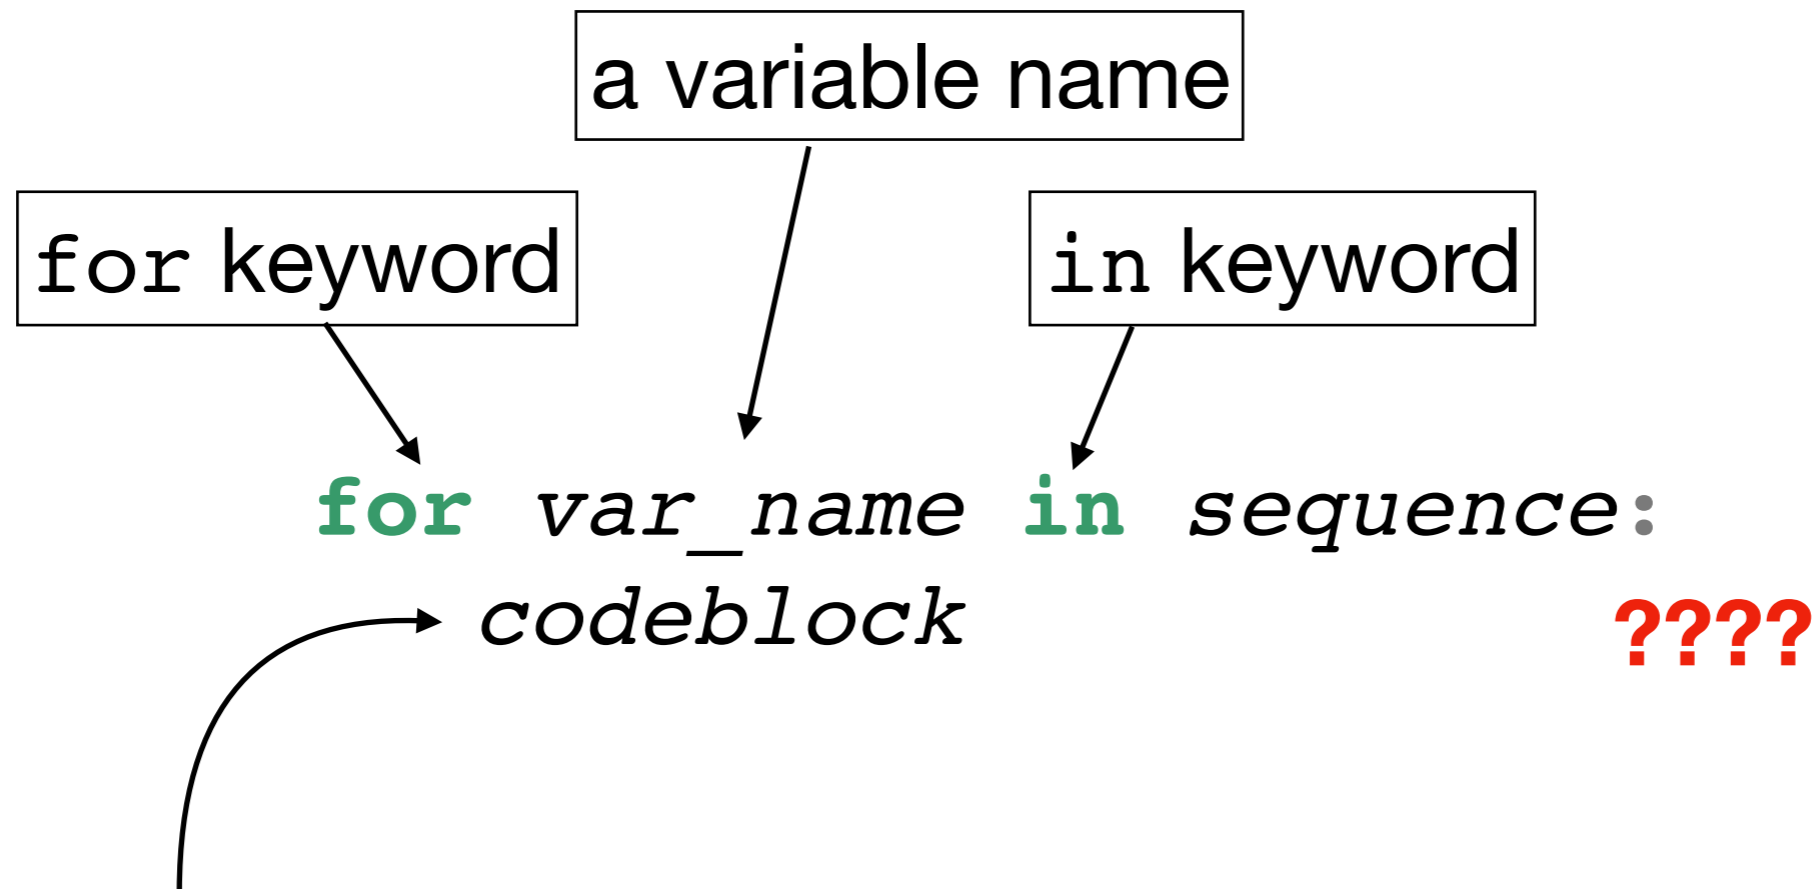 a variable name
for keyword
in keyword
for var_name in sequence:
codeblock
????